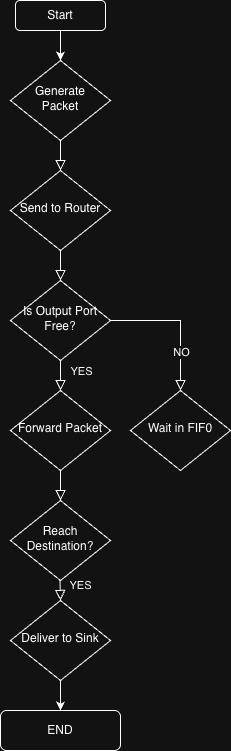 Start
Generate
Packet
Send to Router
Is Output Port
Free?
NO
YES
Forward Packet
Wait in FIF0
Reach
Destination?
YES
Deliver to Sink
END